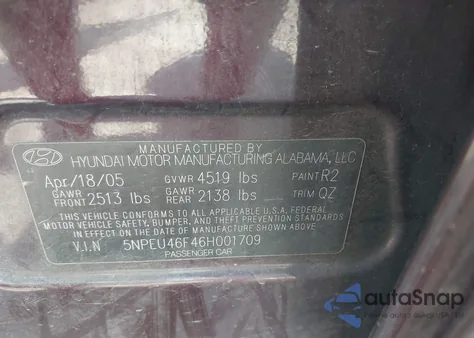 MANUFACTURED BY
HYUNDAI MOTOR MANUFACTURING ALABAMA, LLC
Apr/18/05 GVWR 4519 lbs PAINT R2
GAWR FRONT 2513 lbs GAWR REAR 2138 lbs TRIM QZ
THIS VEHICLE CONFORMS TO ALL APPLICABLE U.S.A. FEDERAL
MOTOR VEHICLE SAFETY, BUMPER, AND THEFT PREVENTION STANDARDS
IN EFFECT ON THE DATE OF MANUFACTURE SHOWN ABOVE.
V.I.N 5NPEU46F46H001709
PASSENGER CAR
autoSnap